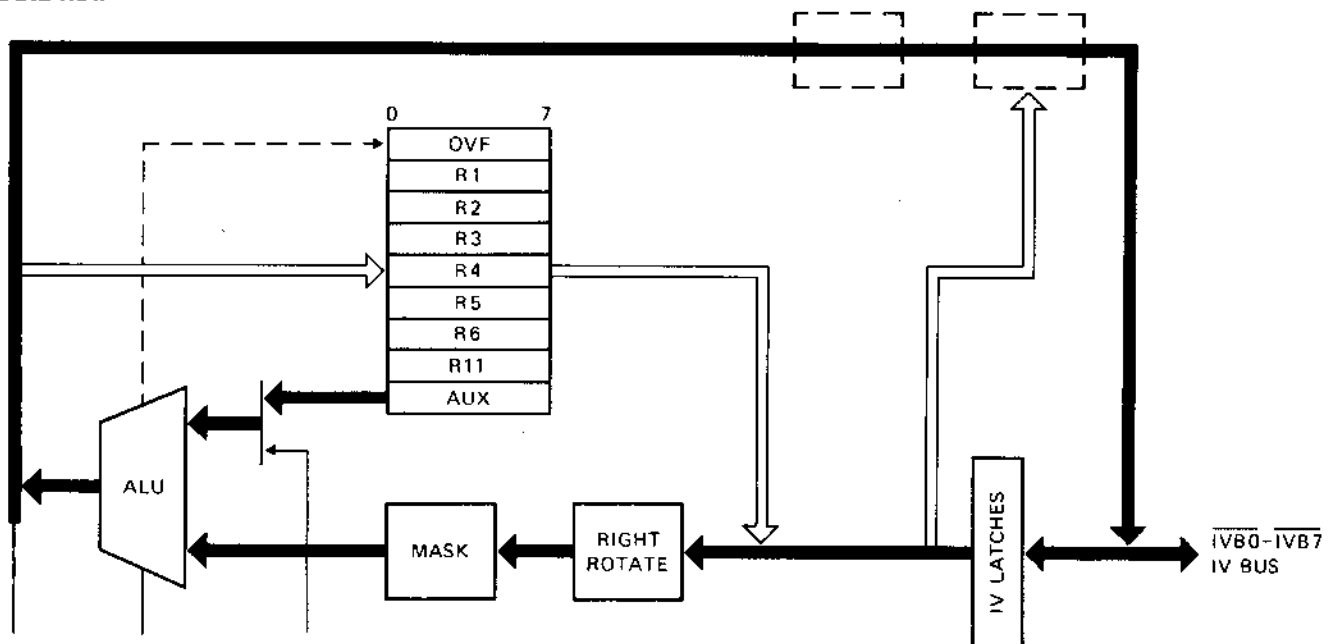 0 7
OVF
R1
R2
R3
R4
R5
R6
R11
AUX
ALU
MASK
RIGHT
ROTATE
IV LATCHES
IVB0-IVB7
IV BUS